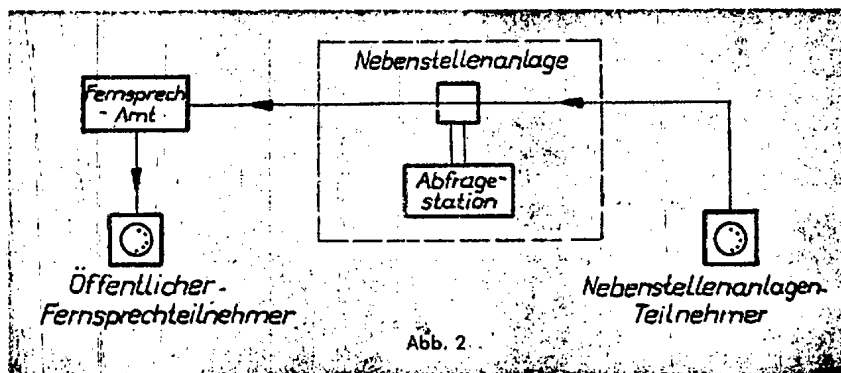 Nebenstellenanlage
Fernsprech
- Amt.
Abfrage-
station
Öffentlicher-
Fernsprechteilnehmer
Nebenstellenanlagen-
Teilnehmer
Abb. 2